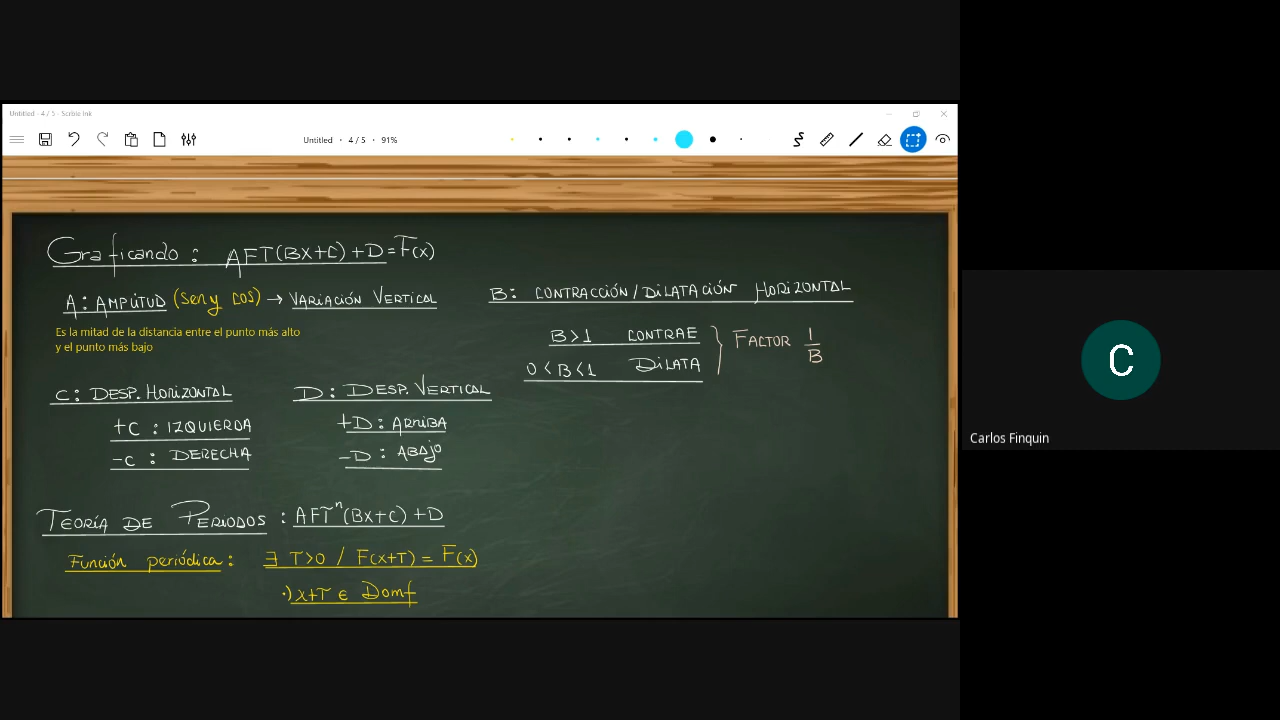 Untitled - 4 / 5 - Scrble Ink
Untitled • 4 / 5 • 91%
Graficando : AFT(BX+C) + D = F(x)
A : AMPLITUD (sen y cos) → VARIACIÓN VERTICAL
Es la mitad de la distancia entre el punto más alto
y el punto más bajo
B: CONTRACCIÓN/DILATACIÓN HORIZONTAL
B>1 CONTRAE
0<B<1 DILATA
FACTOR 1/B
C : DESP. HORIZONTAL
+C : IZQUIERDA
-C : DERECHA
D : DESP. VERTICAL
+D : ARRIBA
-D : ABAJO
TEORÍA DE PERIODOS : AFTⁿ(BX+C) + D
Función periódica : ∃ T>0 / F(x+T) = F(x)
·) x+T ∈ Domf
C
Carlos Finquin